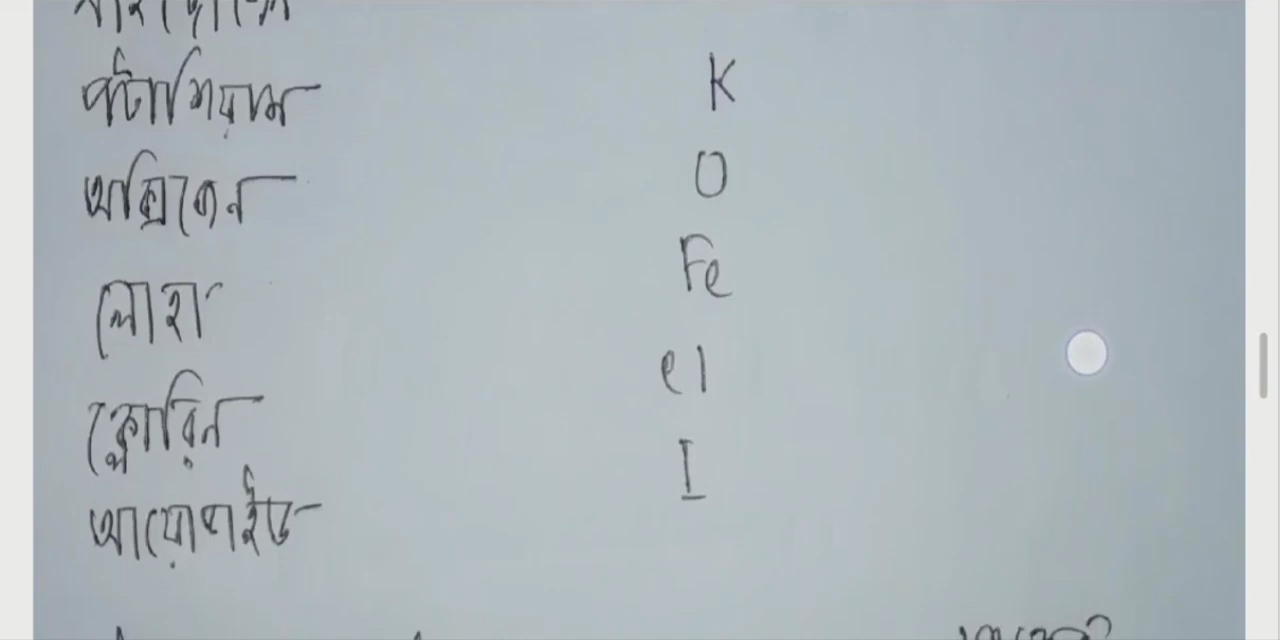 পটাশিয়াম K
অক্সিজেন O
লোহা Fe
ক্লোরিন Cl
আয়োডাইড I